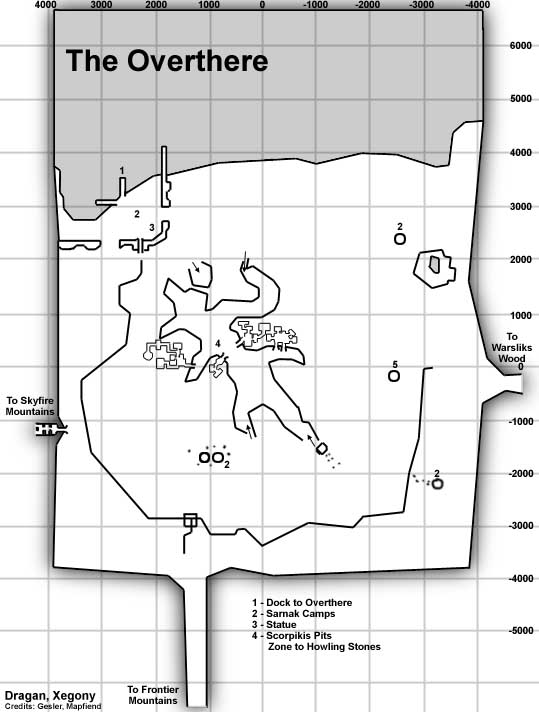 4000 3000 2000 1000 0 -1000 -2000 -3000 -4000
The Overthere
6000
5000
4000
1
3000
2
3
2
2000
1000
To
Warsliks
Wood
4
0
5
To Skyfire
Mountains
-1000
2
2
-2000
-3000
-4000
1 - Dock to Overthere
2 - Sarnak Camps
3 - Statue
4 - Scorpikis Pits
Zone to Howling Stones
-5000
To Frontier
Mountains
Dragan, Xegony
Credits: Gesler, Mapfiend